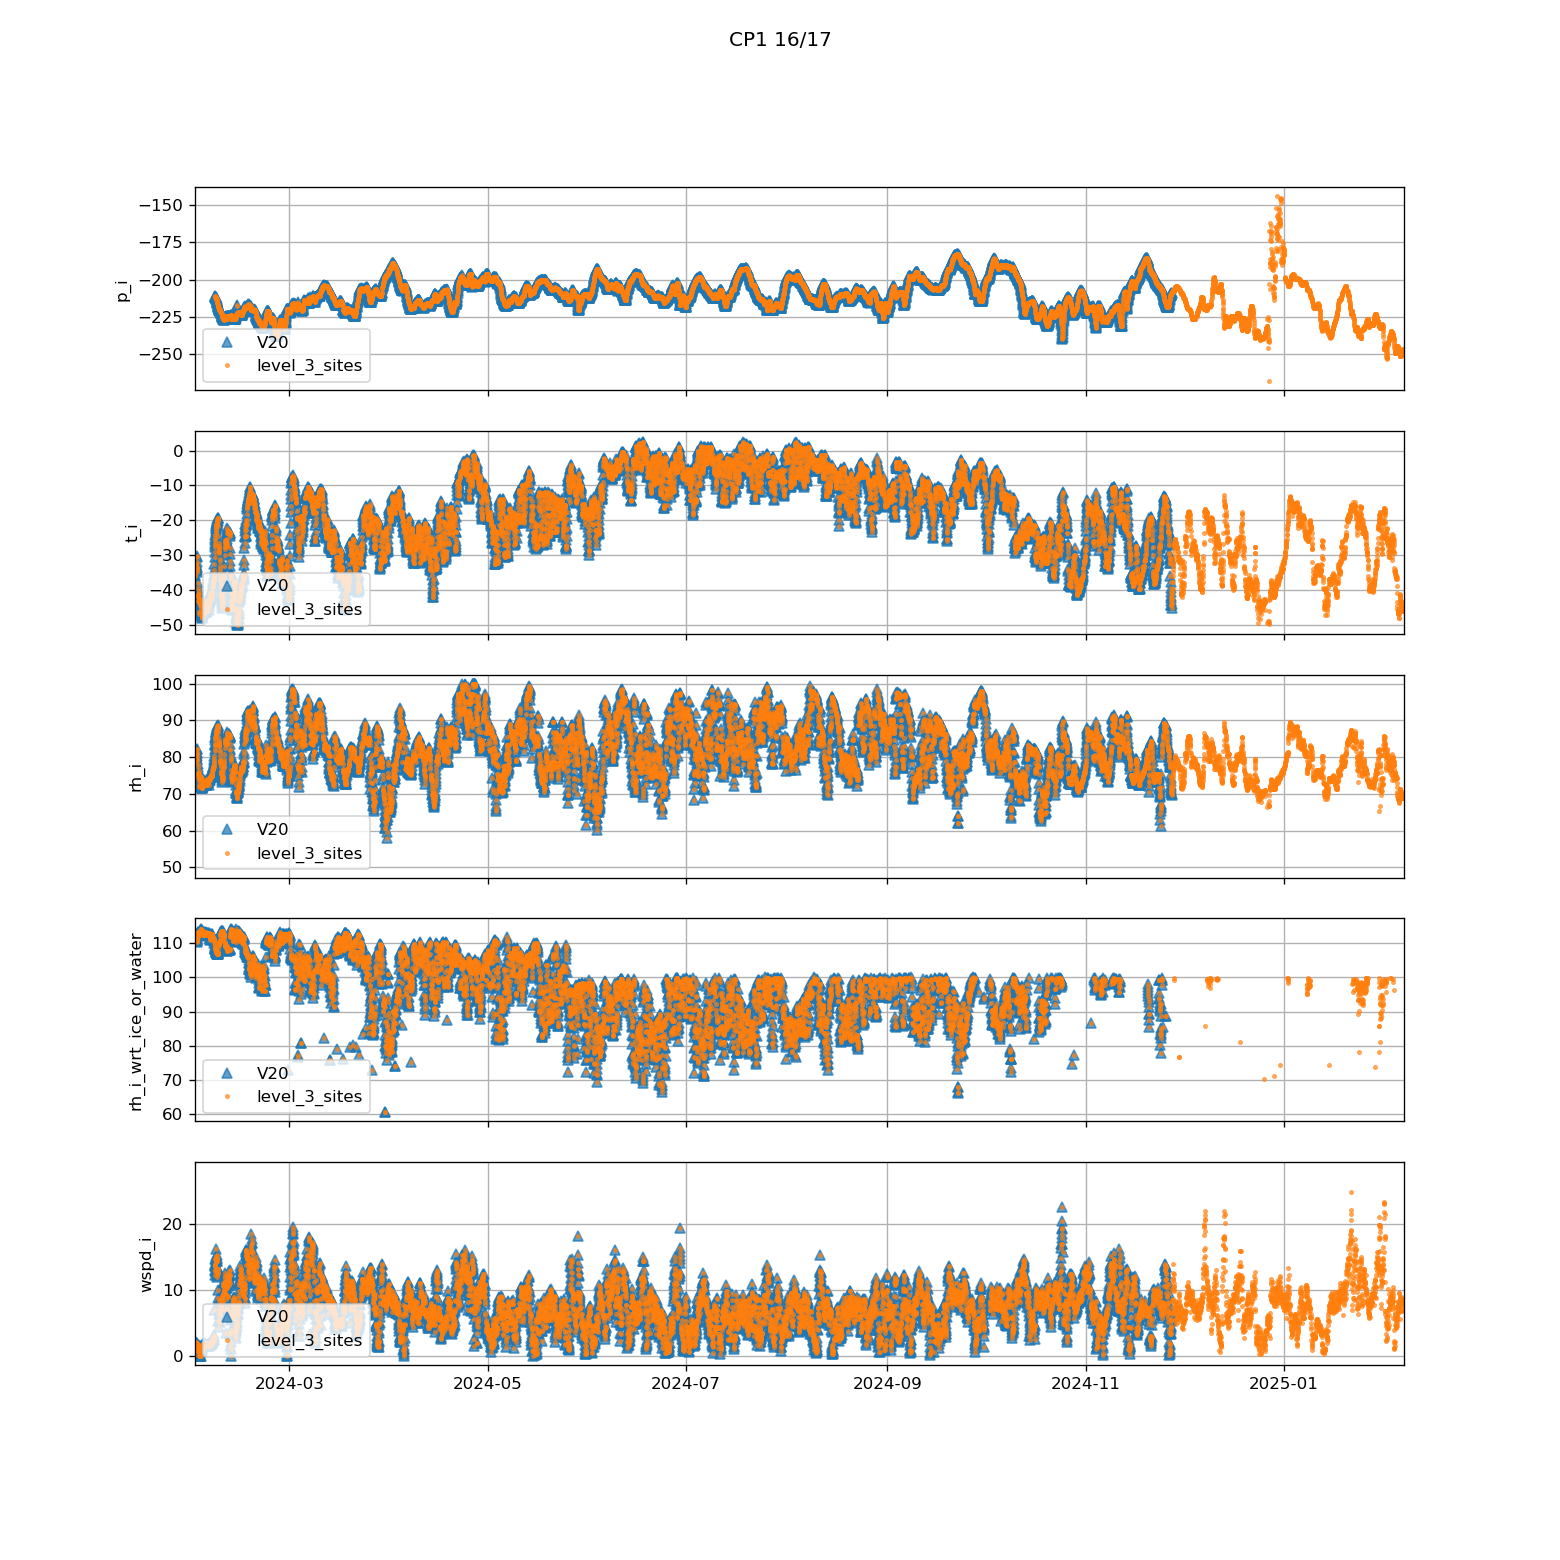 CP1 16/17
p_i
−150
−175
−200
−225
−250
V20
level_3_sites
t_i
0
−10
−20
−30
−40
−50
V20
level_3_sites
rh_i
100
90
80
70
60
50
V20
level_3_sites
rh_i_wrt_ice_or_water
110
100
90
80
70
60
V20
level_3_sites
wspd_i
20
10
0
V20
level_3_sites
2024-03 2024-05 2024-07 2024-09 2024-11 2025-01